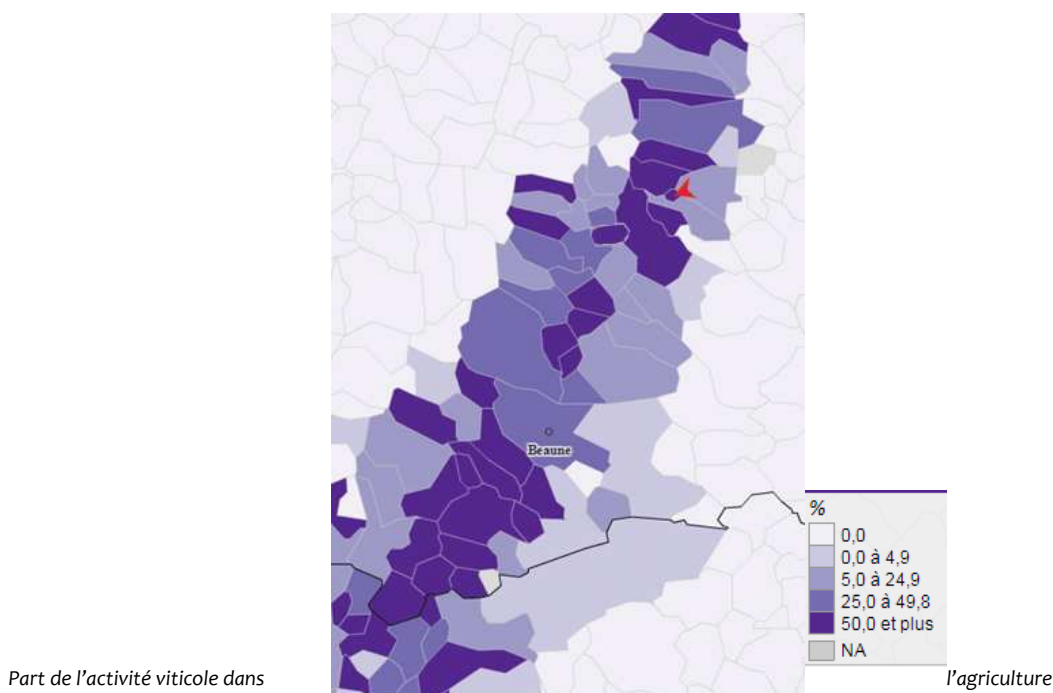 Beaune
%
0,0
0,0 à 4,9
5,0 à 24,9
25,0 à 49,8
50,0 et plus
NA
Part de l'activité viticole dans l'agriculture